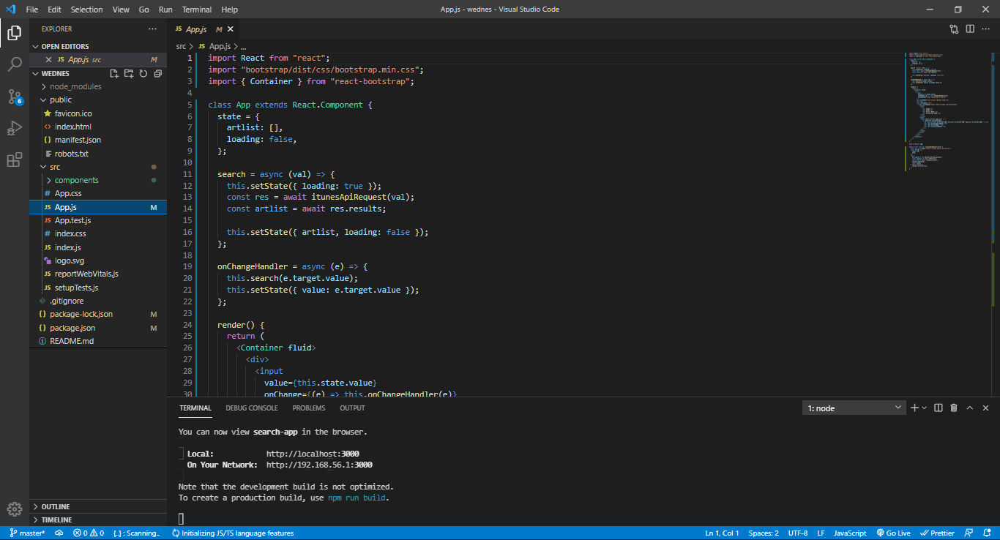 File Edit Selection View Go Run Terminal Help
App.js - wednes - Visual Studio Code
EXPLORER
OPEN EDITORS
JS App.js src M
WEDNES
node_modules
public
favicon.ico
<> index.html
{} manifest.json
robots.txt
src
components
# App.css
JS App.js M
JS App.test.js
# index.css
JS index.js
logo.svg
JS reportWebVitals.js
JS setupTests.js
.gitignore
{} package-lock.json M
{} package.json M
README.md
OUTLINE
TIMELINE
6
JS App.js M
src > JS App.js > ...
1 import React from "react";
2 import "bootstrap/dist/css/bootstrap.min.css";
3 import { Container } from "react-bootstrap";
4
5 class App extends React.Component {
6 state = {
7 artlist: [],
8 loading: false,
9 };
10
11 search = async (val) => {
12 this.setState({ loading: true });
13 const res = await itunesApiRequest(val);
14 const artlist = await res.results;
15
16 this.setState({ artlist, loading: false });
17 };
18
19 onChangeHandler = async (e) => {
20 this.search(e.target.value);
21 this.setState({ value: e.target.value });
22 };
23
24 render() {
25 return (
26 <Container fluid>
27 <div>
28 <input
29 value={this.state.value}
30 onChange={(e) => this.onChangeHandler(e)}
TERMINAL DEBUG CONSOLE PROBLEMS OUTPUT
1: node
You can now view search-app in the browser.
Local: http://localhost:3000
On Your Network: http://192.168.56.1:3000
Note that the development build is not optimized.
To create a production build, use npm run build.
master* 0 0 {..} : Scanning.. Initializing JS/TS language features
Ln 1, Col 1 Spaces: 2 UTF-8 LF JavaScript Go Live Prettier